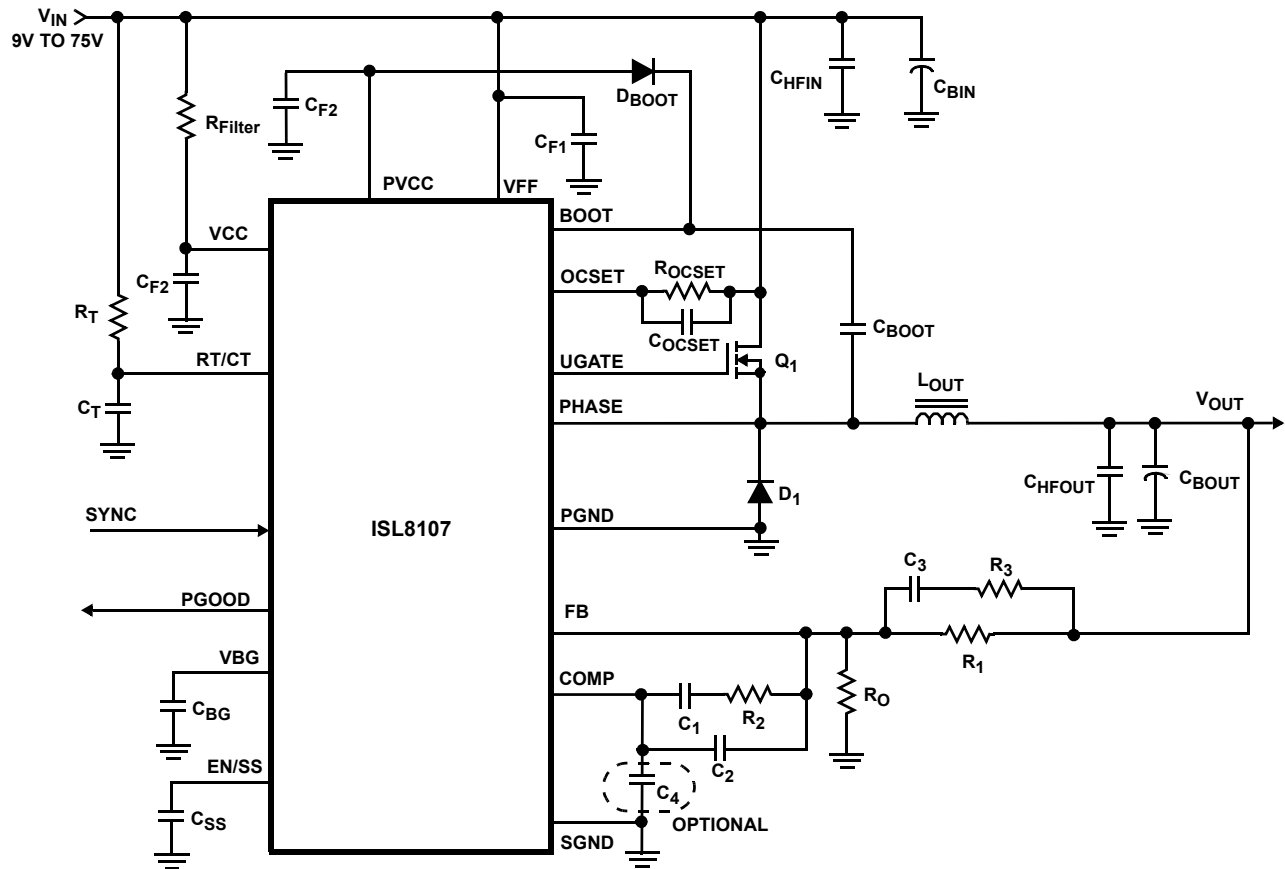 VIN
9V TO 75V
CHFIN
CBIN
DBOOT
CF2
RFilter
CF1
PVCC
VFF
BOOT
VCC
OCSET
ROCSET
CF2
COCSET
CBOOT
RT
RT/CT
UGATE
Q1
LOUT
CT
PHASE
VOUT
CHFOUT
CBOUT
D1
SYNC
PGND
ISL8107
C3
R3
PGOOD
FB
R1
VBG
COMP
CBG
C1
R2
RO
C2
EN/SS
C4
CSS
OPTIONAL
SGND